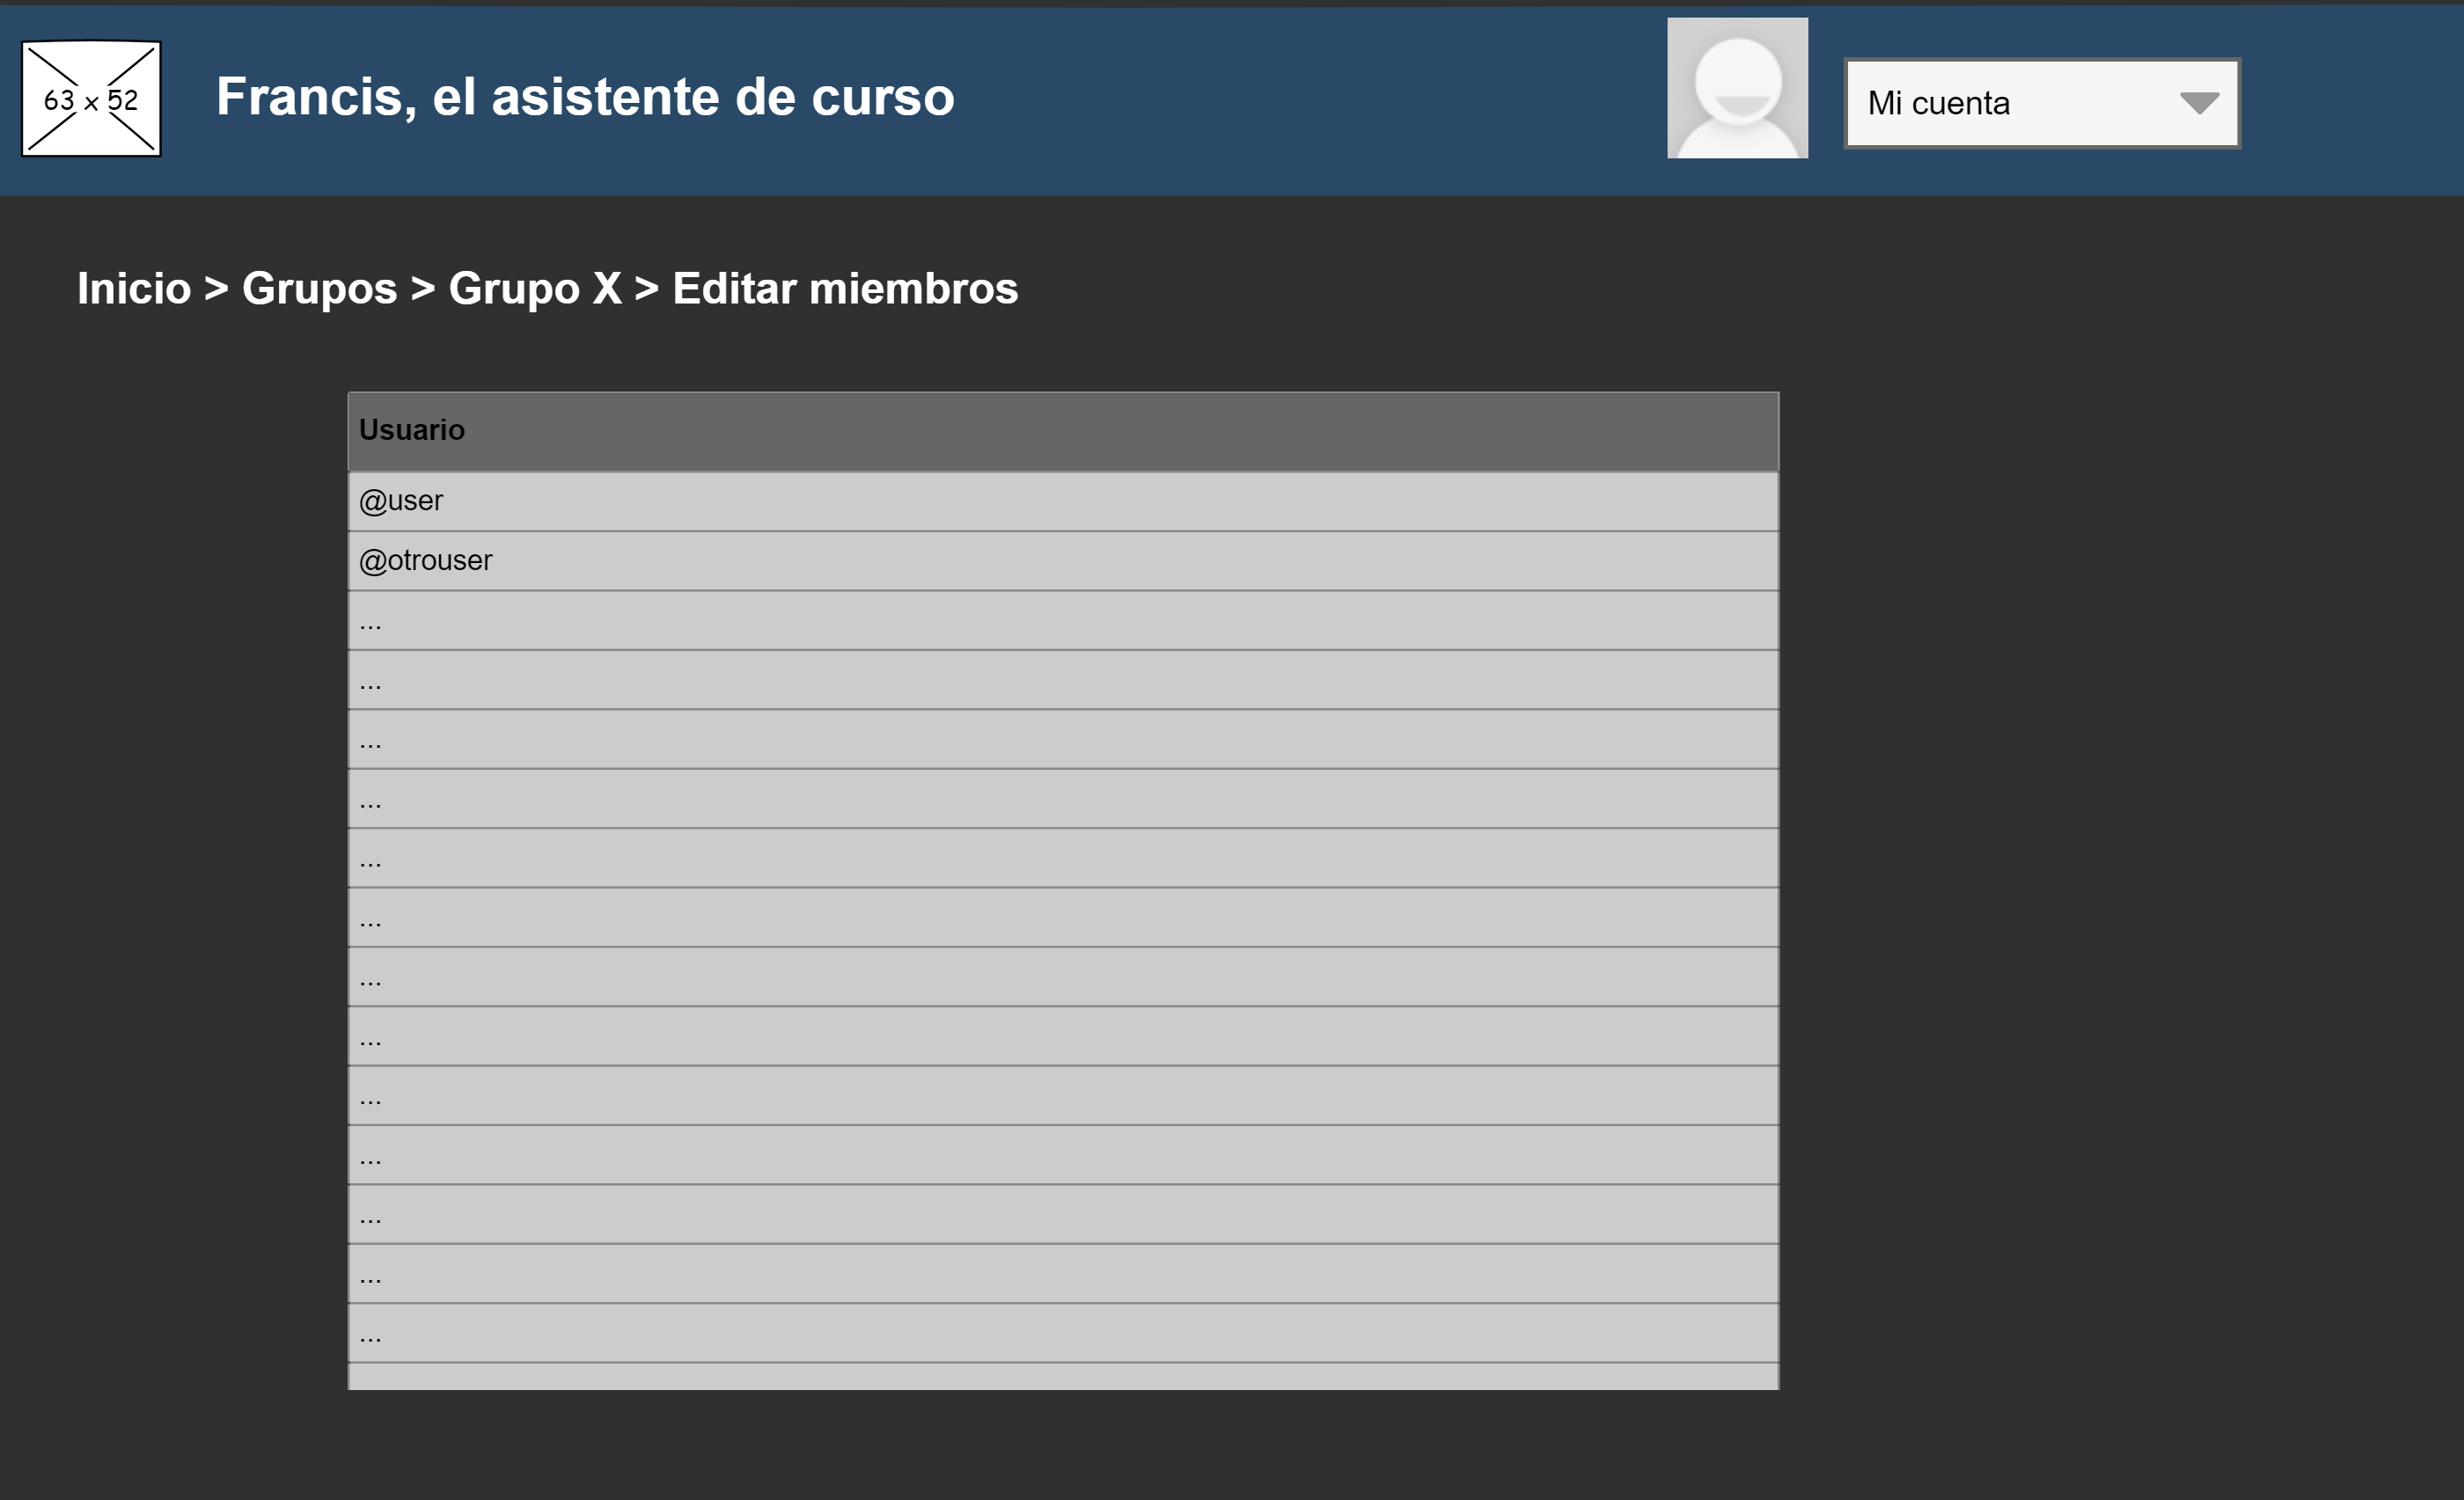 63 x 52
Francis, el asistente de curso
Mi cuenta
Inicio > Grupos > Grupo X > Editar miembros
Usuario
@user
@otrouser
...
...
...
...
...
...
...
...
...
...
...
...
...